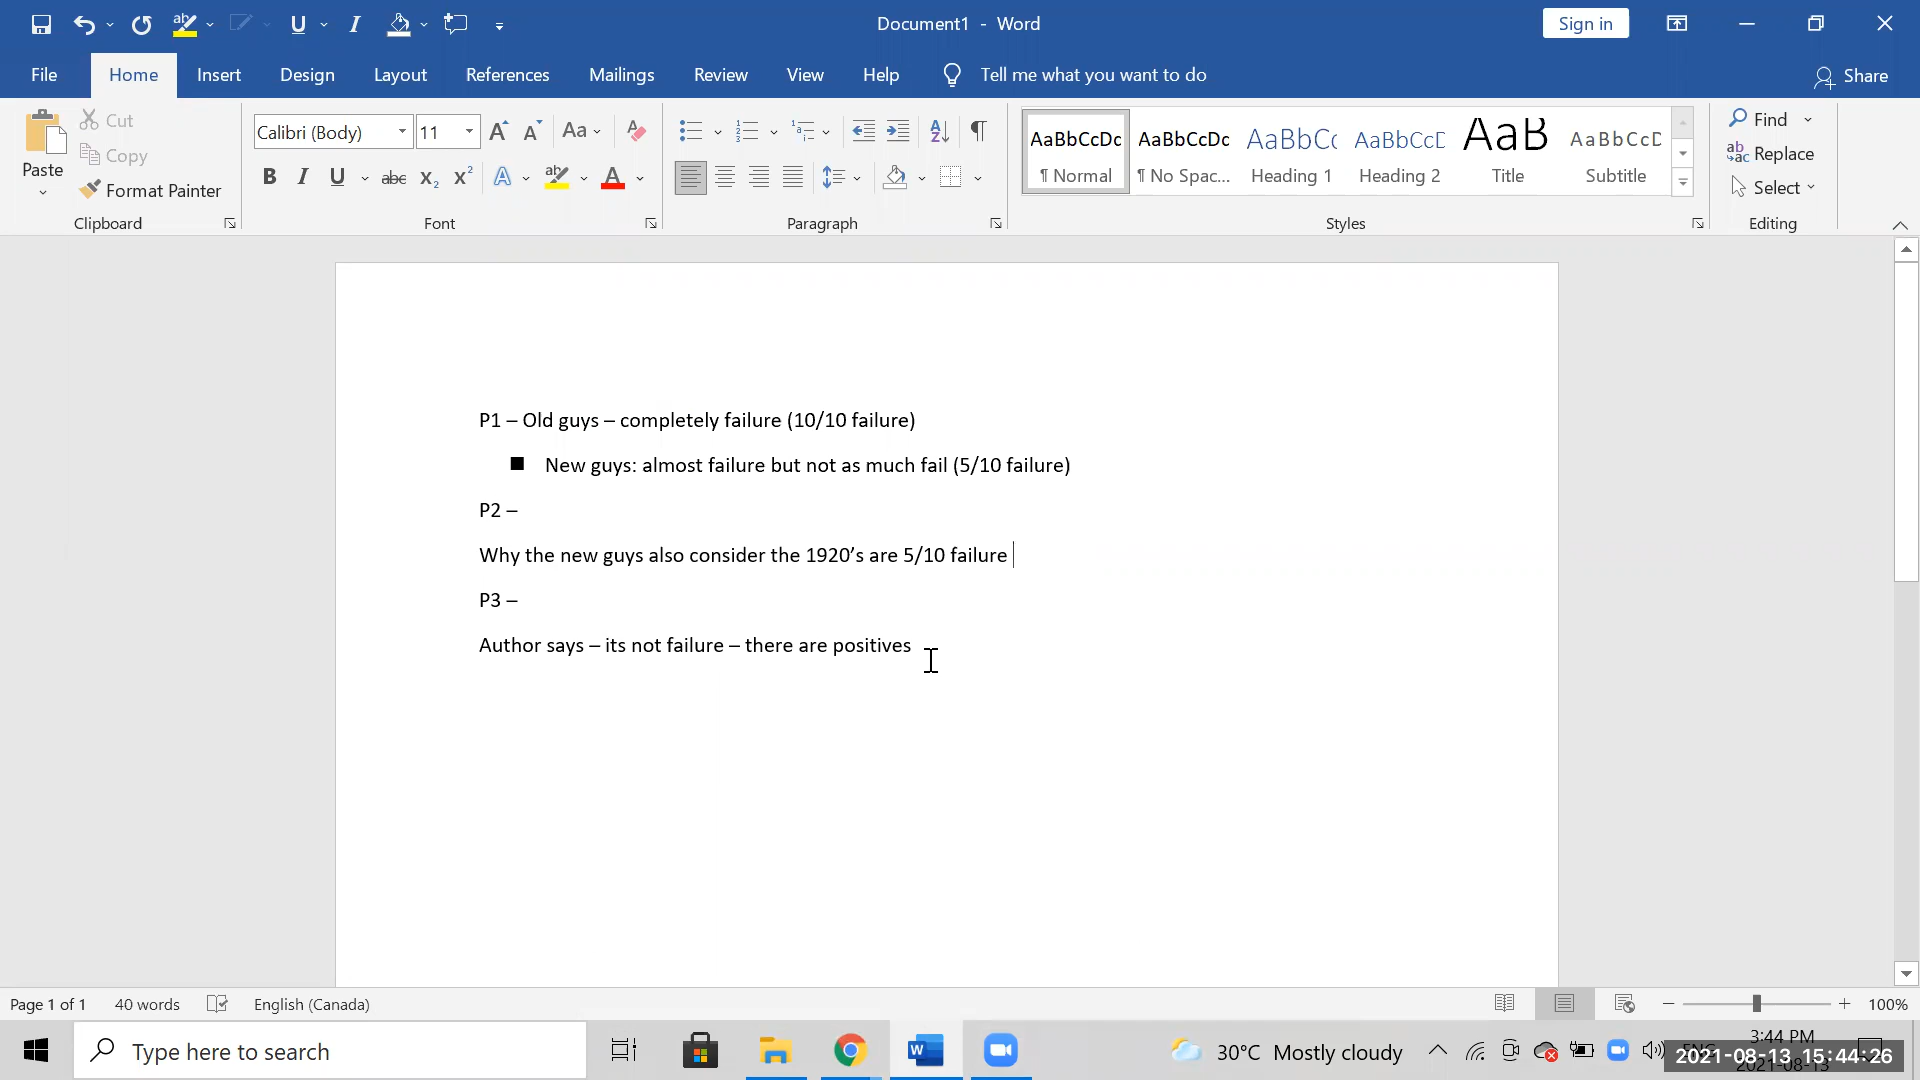 Document1 - Word
Sign in
File Home Insert Design Layout References Mailings Review View Help Tell me what you want to do Share
Paste
Cut
Copy
Format Painter
Clipboard
Calibri (Body) 11
Font
Paragraph
AaBbCcDc AaBbCcDc AaBbCc AaBbCcD AaB AaBbCcD
¶ Normal ¶ No Spac... Heading 1 Heading 2 Title Subtitle
Styles
Find
Replace
Select
Editing
P1 – Old guys – completely failure (10/10 failure)
■ New guys: almost failure but not as much fail (5/10 failure)
P2 –
Why the new guys also consider the 1920’s are 5/10 failure
P3 –
Author says – its not failure – there are positives
Page 1 of 1 40 words English (Canada) 100%
Type here to search
30°C Mostly cloudy
3:44 PM
2021-08-13 15:44:26